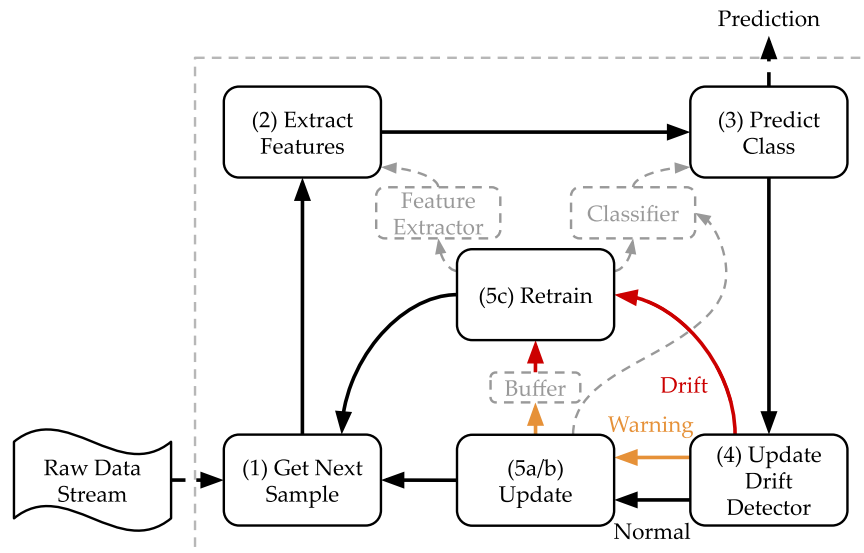 Prediction
(2) Extract
Features
(3) Predict
Class
Feature
Extractor
Classifier
(5c) Retrain
Buffer
Drift
Warning
Raw Data
Stream
(1) Get Next
Sample
(5a/b)
Update
(4) Update
Drift
Detector
Normal